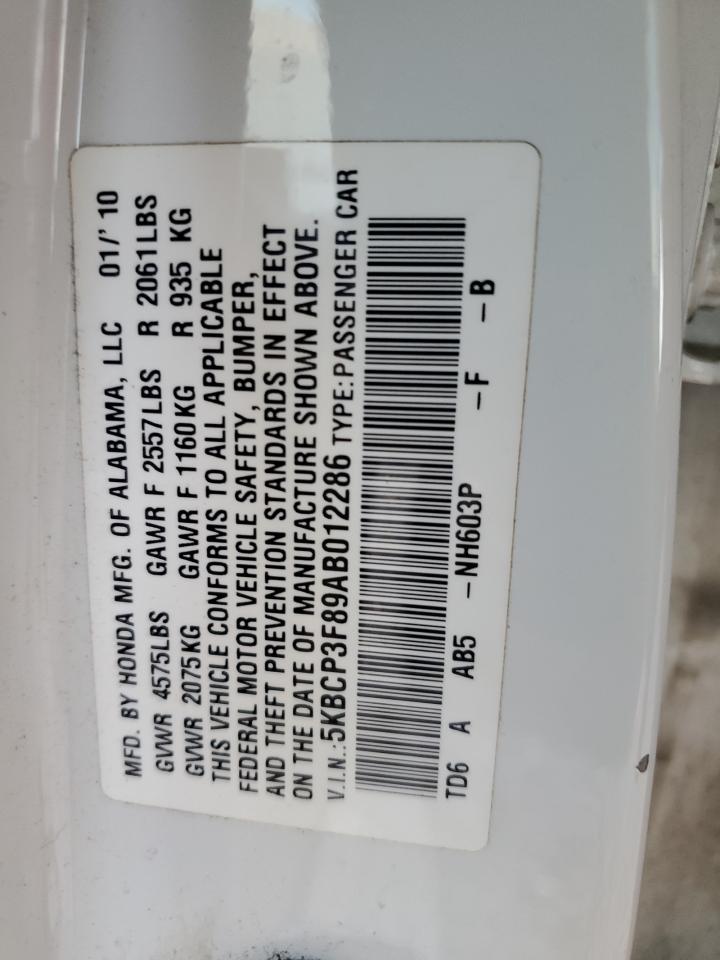 MFD. BY HONDA MFG. OF ALABAMA, LLC 01/'10
GVWR 4575LBS GAWR F 2557LBS R 2061LBS
GVWR 2075KG GAWR F 1160KG R 935 KG
THIS VEHICLE CONFORMS TO ALL APPLICABLE
FEDERAL MOTOR VEHICLE SAFETY, BUMPER,
AND THEFT PREVENTION STANDARDS IN EFFECT
ON THE DATE OF MANUFACTURE SHOWN ABOVE.
V.I.N.:5KBCP3F89AB012286 TYPE:PASSENGER CAR
TD6 A AB5 -NH603P -F -B